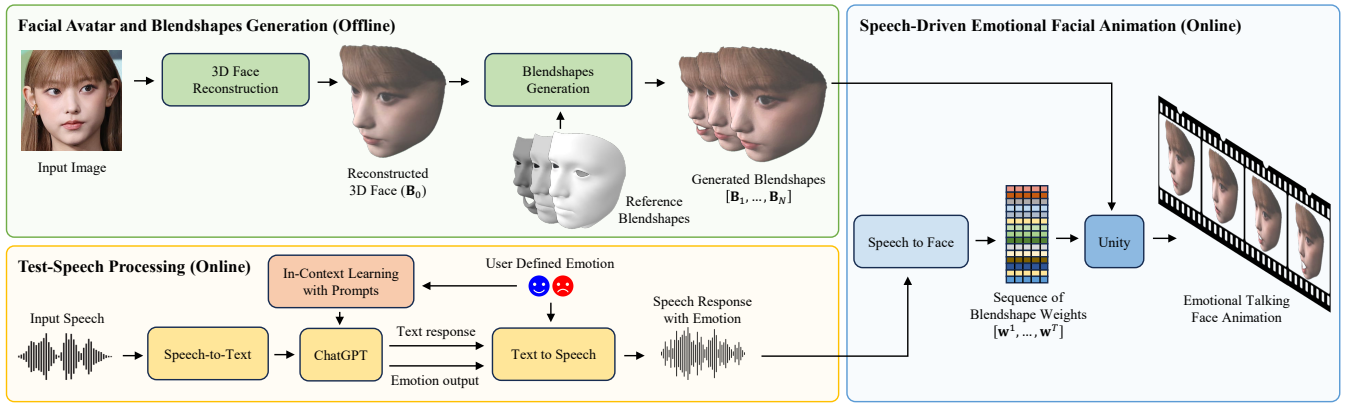 Facial Avatar and Blendshapes Generation (Offline)
Input Image
3D Face
Reconstruction
Reconstructed
3D Face (B₀)
Blendshapes
Generation
Reference
Blendshapes
Generated Blendshapes
[B₁, …, B_N]
Test-Speech Processing (Online)
Input Speech
Speech-to-Text
In-Context Learning
with Prompts
ChatGPT
User Defined Emotion
Text response
Emotion output
Text to Speech
Speech Response
with Emotion
Speech-Driven Emotional Facial Animation (Online)
Speech to Face
Sequence of
Blendshape Weights
[w¹, …, wᵀ]
Unity
Emotional Talking
Face Animation